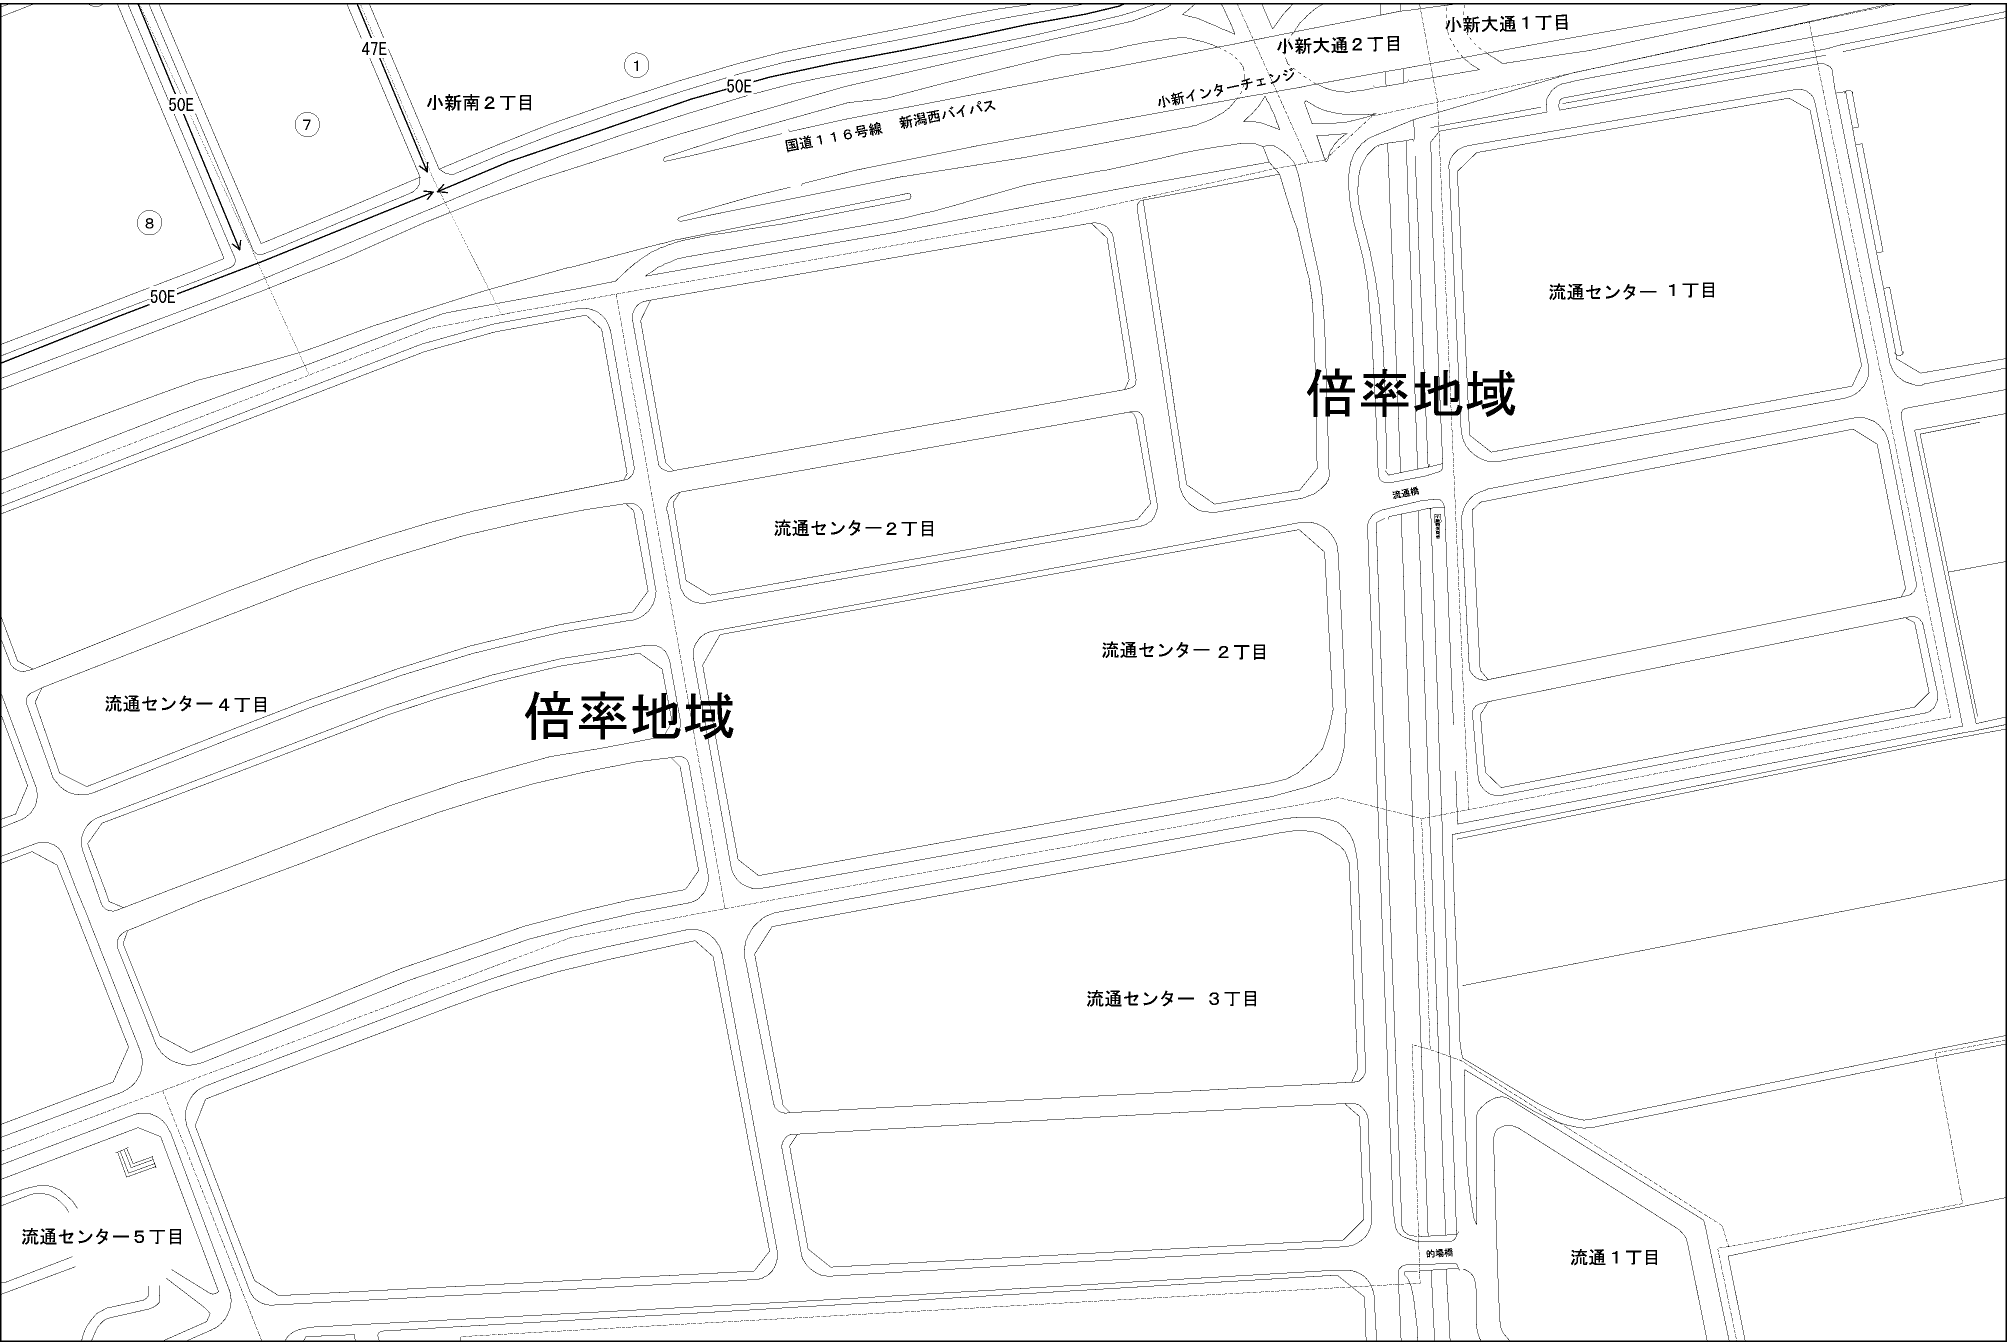 小新大通１丁目
小新大通２丁目
47E
①
50E
小新インターチェンジ
50E
小新南２丁目
国道１１６号線　新潟西バイパス
⑦
⑧
50E
流通センター １丁目
倍率地域
流通橋
流通センター２丁目
流通センター ２丁目
流通センター４丁目
倍率地域
流通センター ３丁目
流通センター５丁目
的場橋
流通１丁目